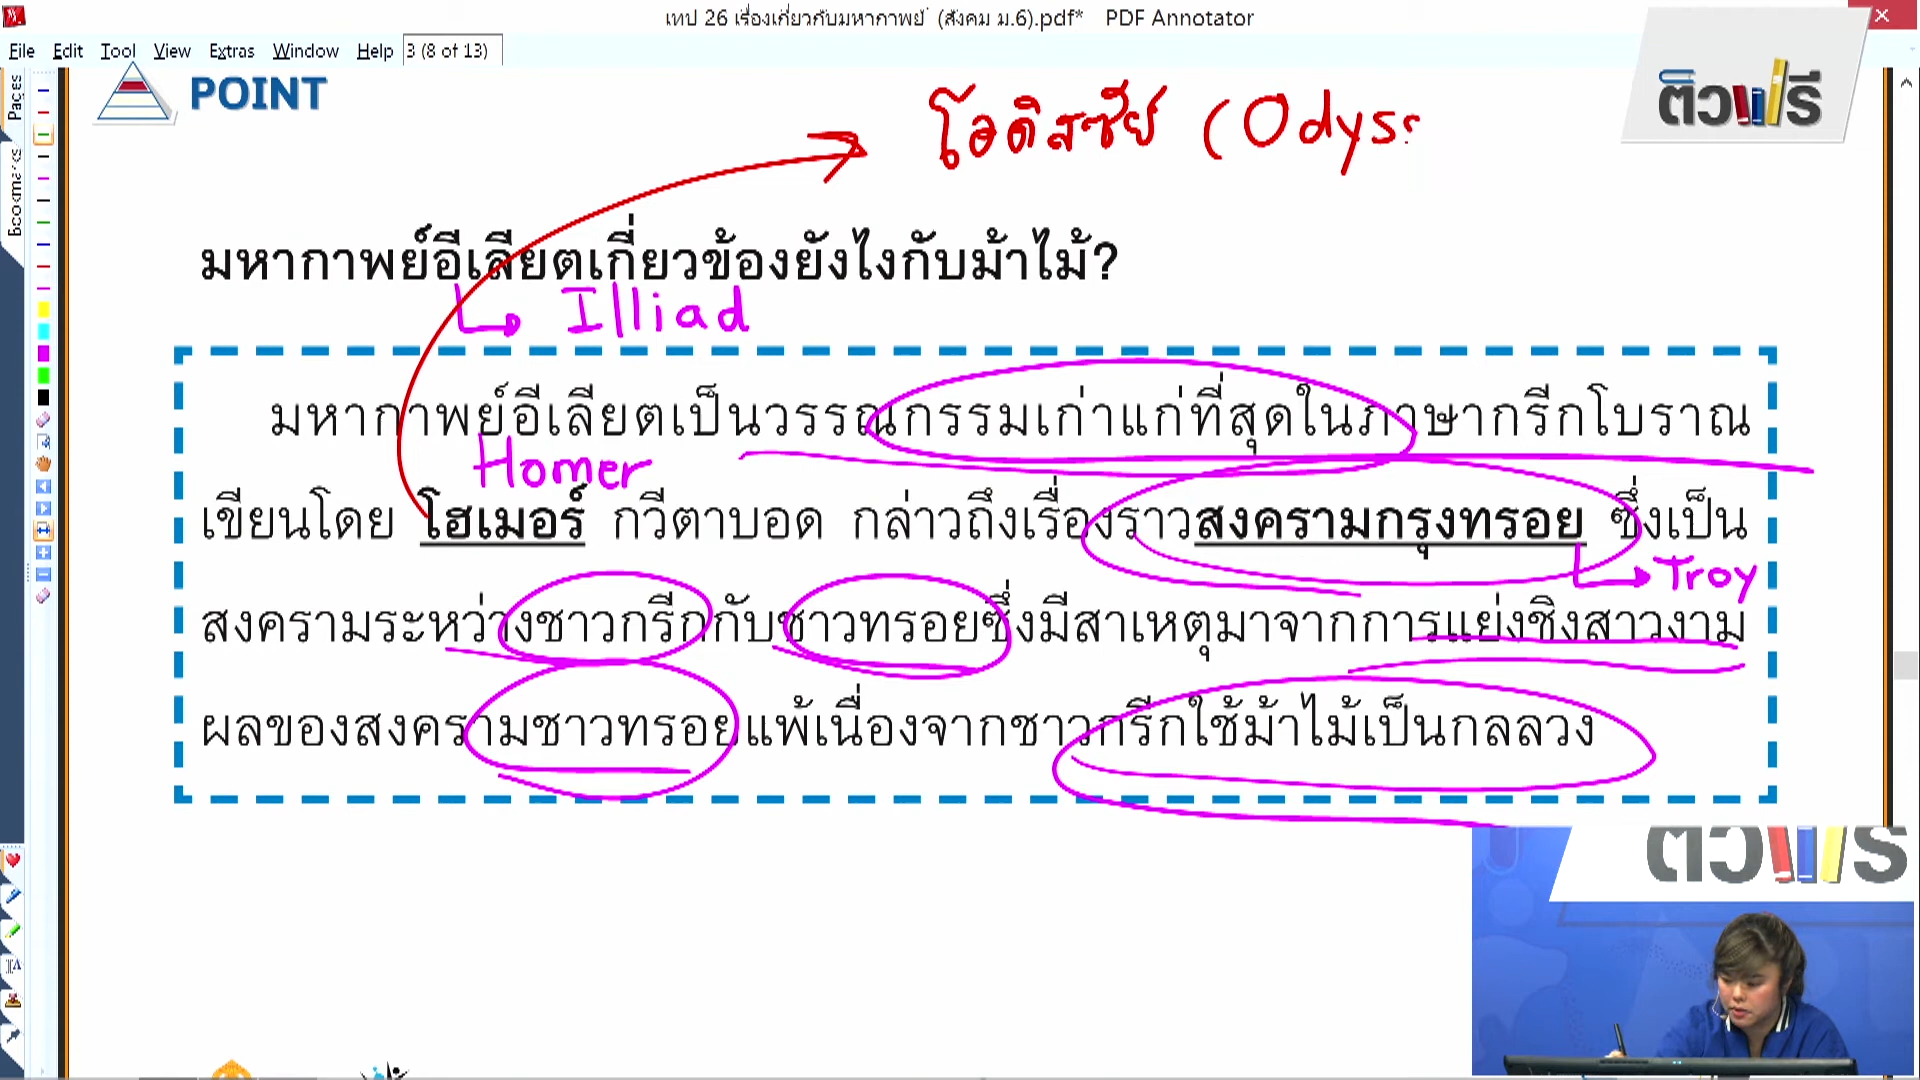 เทป 26 เรื่องเกี่ยวกับมหากาพย์ (สังคม ม.6).pdf* PDF Annotator
File Edit Tool View Extras Window Help 3 (8 of 13)
Pages
Bookmarks
POINT
ติวฟรี
โอดิสซีย์ (Odyss
มหากาพย์อีเลียตเกี่ยวข้องยังไงกับม้าไม้?
Illiad
มหากาพย์อีเลียตเป็นวรรณกรรมเก่าแก่ที่สุดในภาษากรีกโบราณ
Homer
เขียนโดย โฮเมอร์ กวีตาบอด กล่าวถึงเรื่องราวสงครามกรุงทรอย ซึ่งเป็น
Troy
สงครามระหว่างชาวกรีกกับชาวทรอยซึ่งมีสาเหตุมาจากการแย่งชิงสาวงาม
ผลของสงครามชาวทรอยแพ้เนื่องจากชาวกรีกใช้ม้าไม้เป็นกลลวง
ติวฟรี